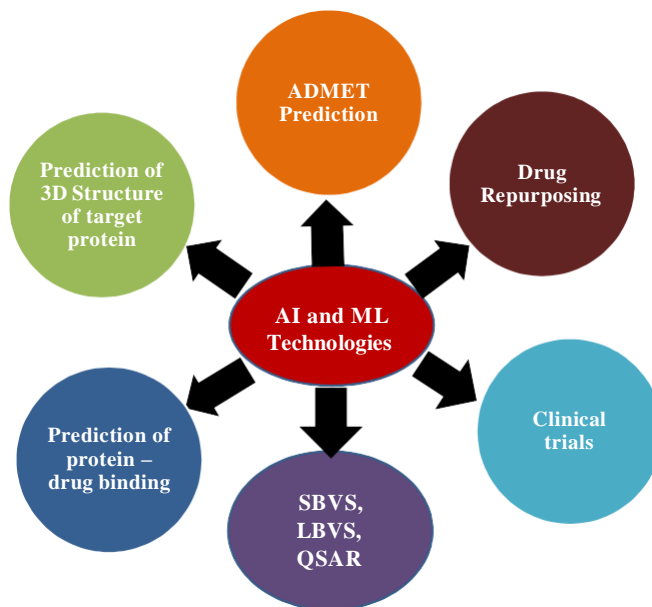 ADMET
Prediction
Prediction of
3D Structure
of target
protein
Drug
Repurposing
AI and ML
Technologies
Clinical
trials
Prediction of
protein –
drug binding
SBVS,
LBVS,
QSAR